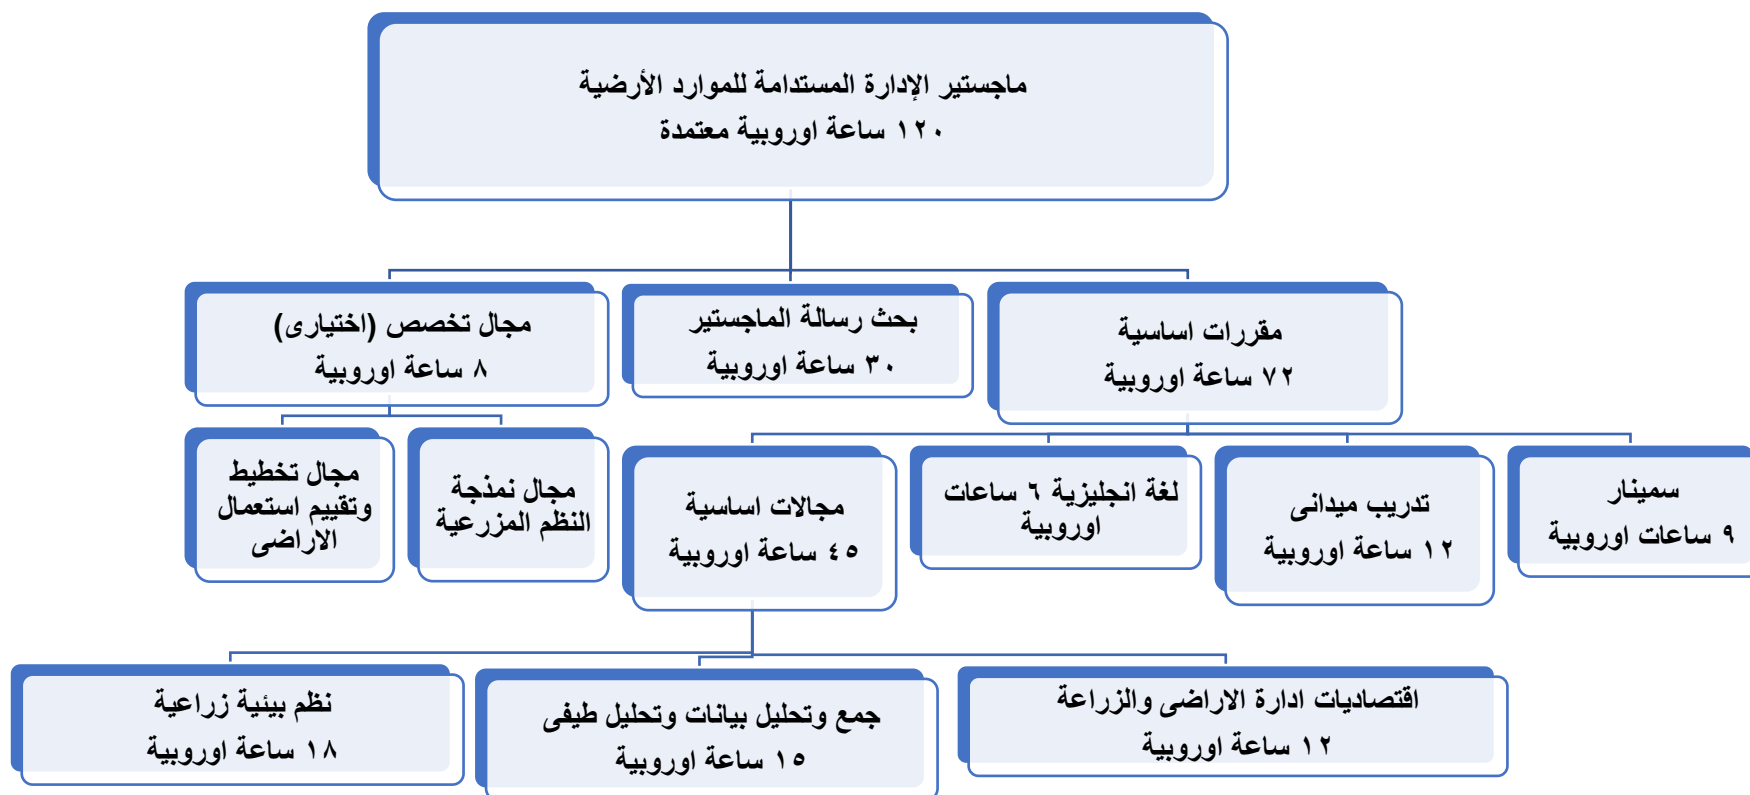 ماجستير الإدارة المستدامة للموارد الأرضية
١٢٠ ساعة اوروبية معتمدة
مقررات اساسية
٧٢ ساعة اوروبية
بحث رسالة الماجستير
٣٠ ساعة اوروبية
مجال تخصص (اختيارى)
٨ ساعة اوروبية
سمينار
٩ ساعات اوروبية
تدريب ميدانى
١٢ ساعة اوروبية
لغة انجليزية ٦ ساعات
اوروبية
مجالات اساسية
٤٥ ساعة اوروبية
مجال نمذجة
النظم المزرعية
مجال تخطيط
وتقييم استعمال
الاراضى
اقتصاديات ادارة الاراضى والزراعة
١٢ ساعة اوروبية
جمع وتحليل بيانات وتحليل طيفى
١٥ ساعة اوروبية
نظم بيئية زراعية
١٨ ساعة اوروبية